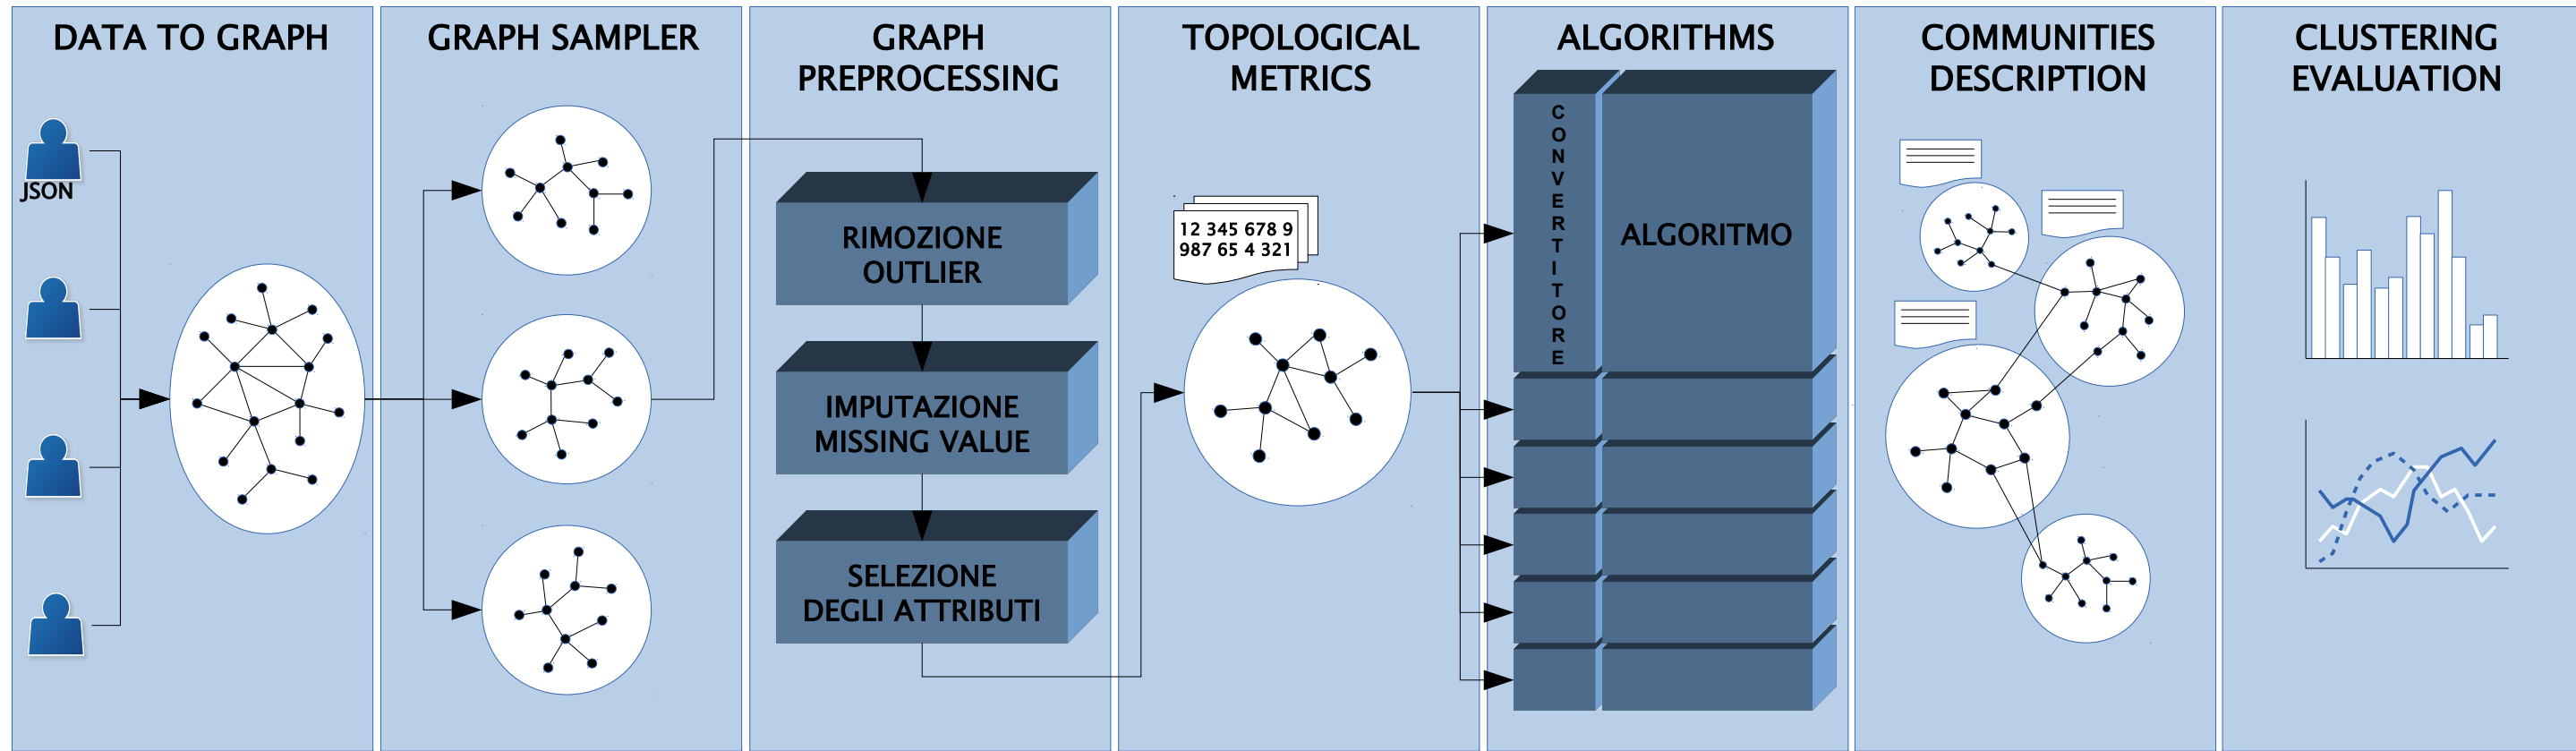 DATA TO GRAPH
JSON
GRAPH SAMPLER
GRAPH
PREPROCESSING
RIMOZIONE
OUTLIER
IMPUTAZIONE
MISSING VALUE
SELEZIONE
DEGLI ATTRIBUTI
TOPOLOGICAL
METRICS
12 345 678 9
987 65 4 321
ALGORITHMS
CONVERTITORE
ALGORITMO
COMMUNITIES
DESCRIPTION
CLUSTERING
EVALUATION